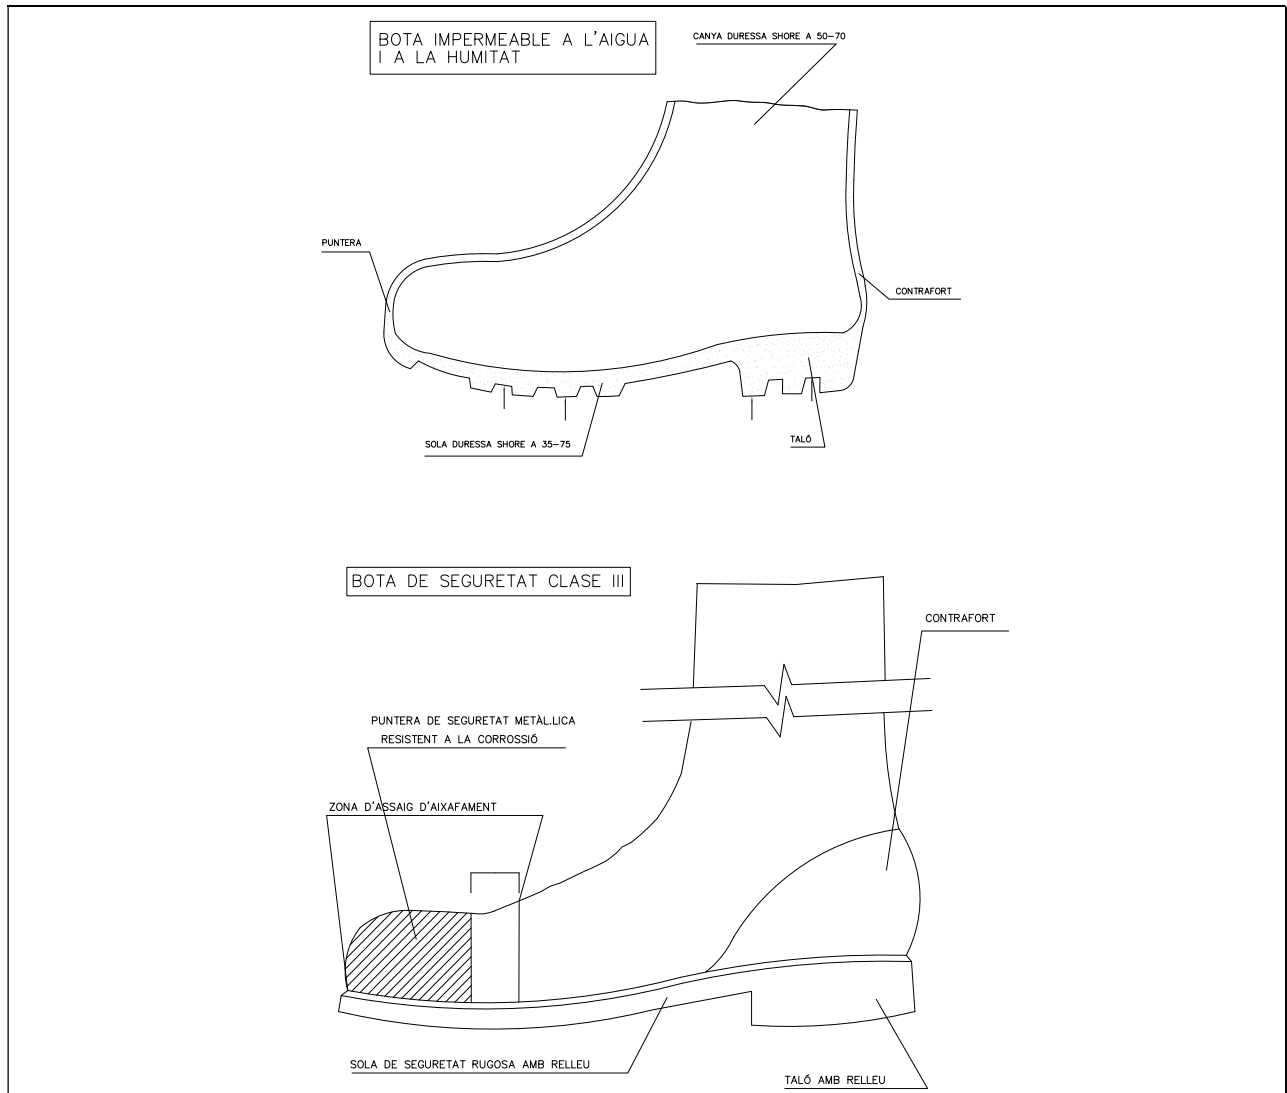 BOTA IMPERMEABLE A L'AIGUA
I A LA HUMITAT
CANYA DURESSA SHORE A 50-70
PUNTERA
CONTRAFORT
SOLA DURESSA SHORE A 35-75
TALÓ
BOTA DE SEGURETAT CLASE III
CONTRAFORT
PUNTERA DE SEGURETAT METÀL.LICA
RESISTENT A LA CORROSSIÓ
ZONA D'ASSAIG D'AIXAFAMENT
SOLA DE SEGURETAT RUGOSA AMB RELLEU
TALÓ AMB RELLEU